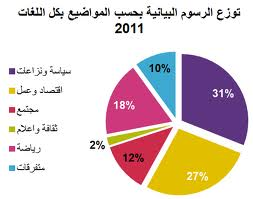 توزع الرسوم البيانية بحسب المواضيع بكل اللغات
2011
سياسة ونزاعات
اقتصاد وعمل
مجتمع
ثقافة واعلام
رياضة
متفرقات
10%
31%
18%
2%
12%
27%